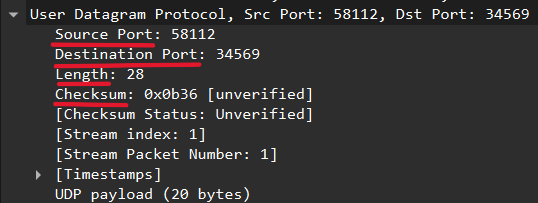 User Datagram Protocol, Src Port: 58112, Dst Port: 34569
Source Port: 58112
Destination Port: 34569
Length: 28
Checksum: 0x0b36 [unverified]
[Checksum Status: Unverified]
[Stream index: 1]
[Stream Packet Number: 1]
[Timestamps]
UDP payload (20 bytes)